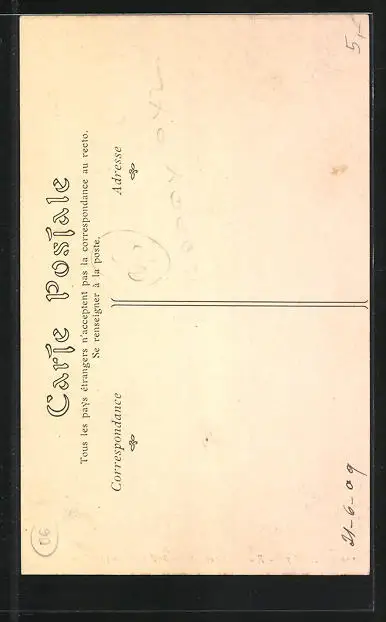 Carte Postale
Tous les pays étrangers n'acceptent pas la correspondance au recto.
Se renseigner à la poste.
Correspondance
Adresse
06
21-6-09
5,-